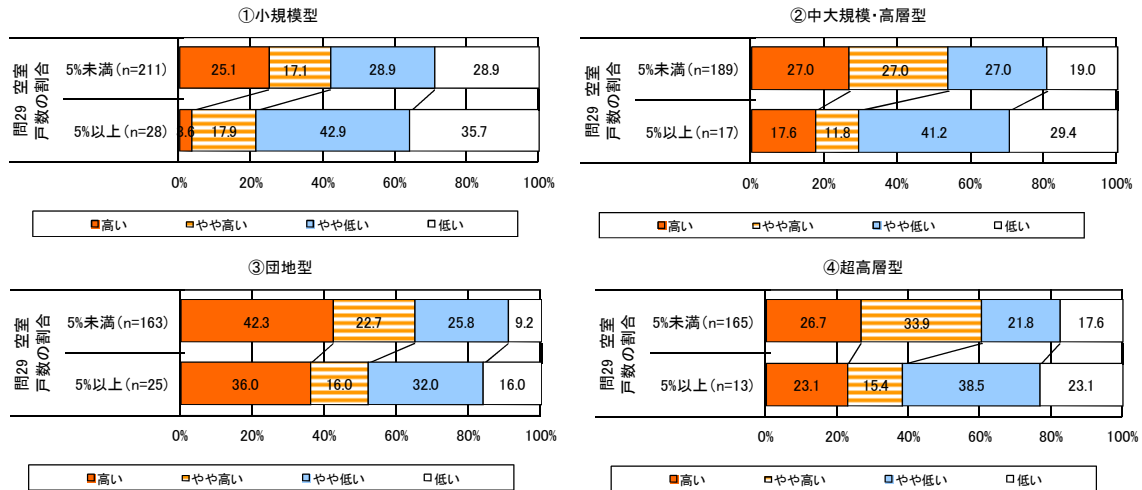 ①小規模型
問29 空室
戸数の割合
5%未満(n=211)
25.1
17.1
28.9
28.9
5%以上(n=28)
3.6
17.9
42.9
35.7
0%
20%
40%
60%
80%
100%
高い
やや高い
やや低い
低い
②中大規模・高層型
問29 空室
戸数の割合
5%未満(n=189)
27.0
27.0
27.0
19.0
5%以上(n=17)
17.6
11.8
41.2
29.4
0%
20%
40%
60%
80%
100%
高い
やや高い
やや低い
低い
③団地型
問29 空室
戸数の割合
5%未満(n=163)
42.3
22.7
25.8
9.2
5%以上(n=25)
36.0
16.0
32.0
16.0
0%
20%
40%
60%
80%
100%
高い
やや高い
やや低い
低い
④超高層型
問29 空室
戸数の割合
5%未満(n=165)
26.7
33.9
21.8
17.6
5%以上(n=13)
23.1
15.4
38.5
23.1
0%
20%
40%
60%
80%
100%
高い
やや高い
やや低い
低い